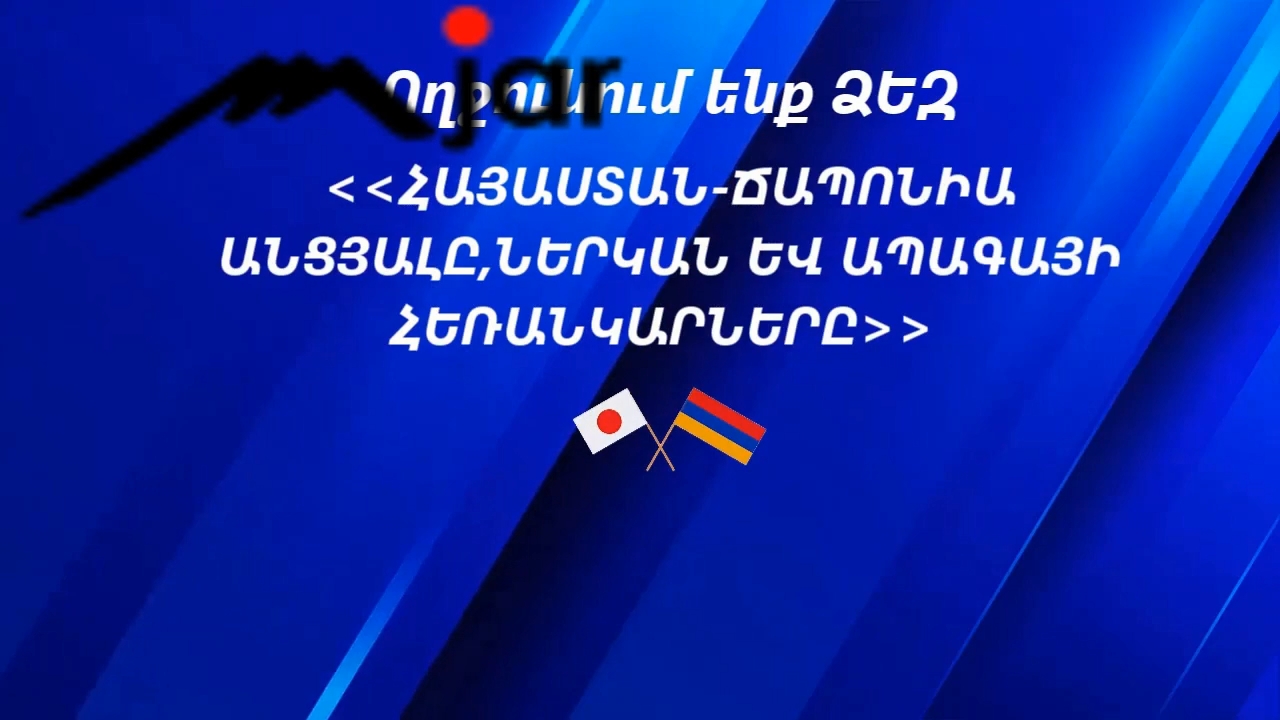 jar
Ողջունում ենք ՁԵԶ
<<ՀԱՅԱՍՏԱՆ-ՃԱՊՈՆԻԱ
ԱՆՑՅԱԼԸ,ՆԵՐԿԱՆ ԵՎ ԱՊԱԳԱՅԻ
ՀԵՌԱՆԿԱՐՆԵՐԸ>>